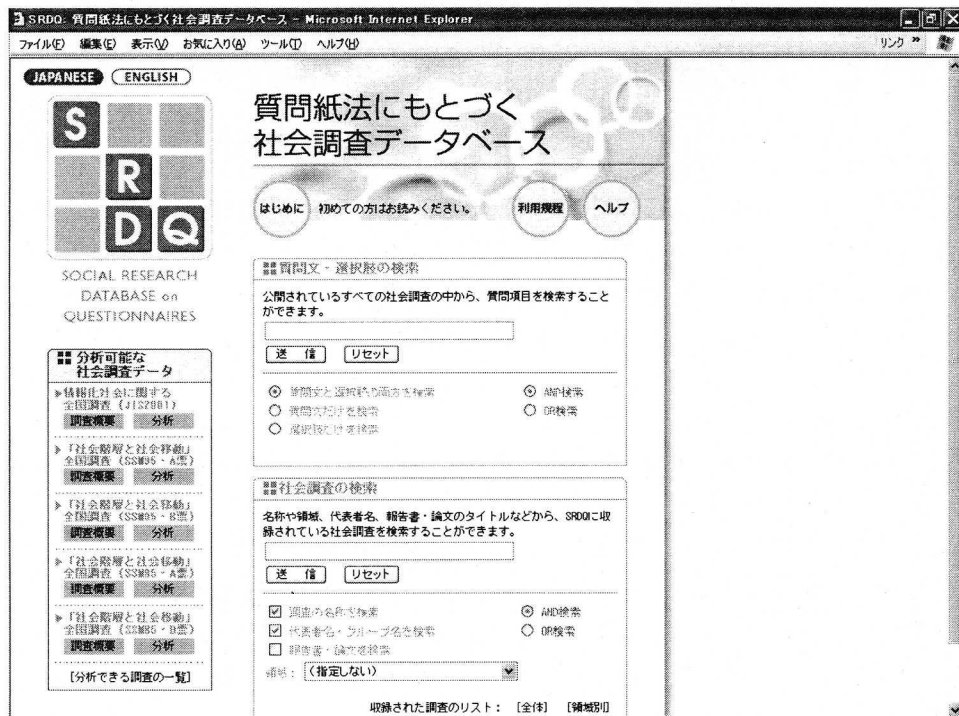 SRDQ: 質問紙法にもとづく社会調査データベース - Microsoft Internet Explorer
ファイル(F) 編集(E) 表示(V) お気に入り(A) ツール(T) ヘルプ(H)
リンク »
JAPANESE ENGLISH
S
R
D Q
SOCIAL RESEARCH
DATABASE on
QUESTIONNAIRES
分析可能な
社会調査データ
情報化社会に関する
全国調査 (JIS2001)
調査概要 分析
「社会階層と社会移動」
全国調査 (SSM95・A票)
調査概要 分析
「社会階層と社会移動」
全国調査 (SSM95・B票)
調査概要 分析
「社会階層と社会移動」
全国調査
調査概要 分析
「社会階層と社会移動」
全国調査
調査概要 分析
[分析できる調査の一覧]
質問紙法にもとづく
社会調査データベース
はじめに 初めての方はお読みください。 利用規程 ヘルプ
質問文・選択肢の検索
公開されているすべての社会調査の中から、質問項目を検索すること
ができます。
送 信 リセット
質問文と選択肢の両方を検索 AND検索
質問文だけを検索 OR検索
選択肢だけを検索
社会調査の検索
名称や領域、代表者名、報告書・論文のタイトルなどから、SRDQに収
録されている社会調査を検索することができます。
送 信 リセット
調査の名称を検索 AND検索
代表者名・グループ名を検索 OR検索
報告書・論文を検索
領域： (指定しない)
収録された調査のリスト： [全体] [領域別]